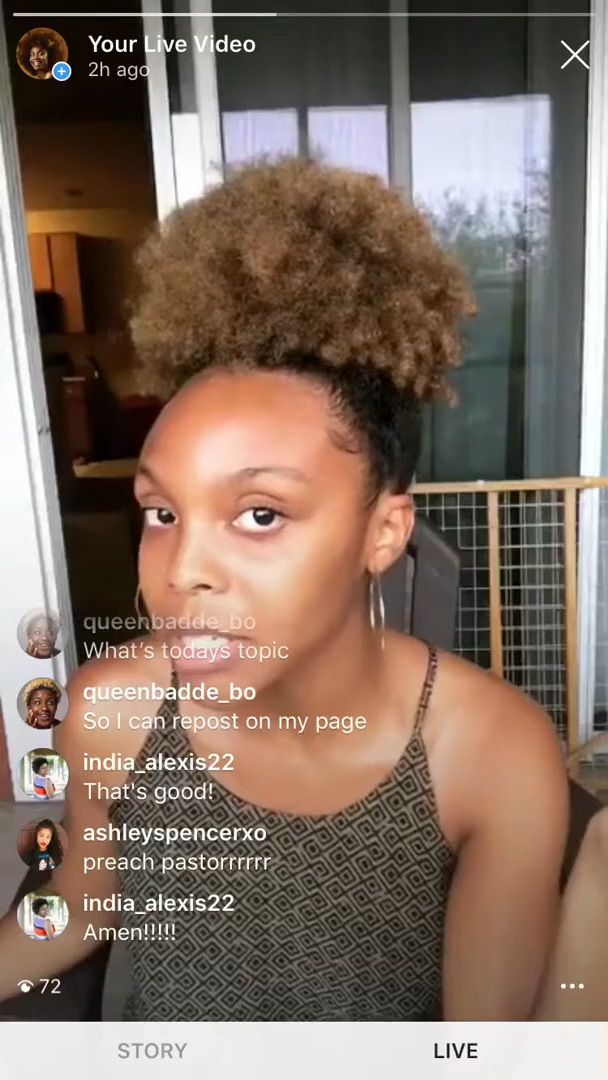 Your Live Video
2h ago
queenbadde_bo
What's todays topic
queenbadde_bo
So I can repost on my page
india_alexis22
That's good!
ashleyspencerxo
preach pastorrrrrr
india_alexis22
Amen!!!!!
72
STORY
LIVE